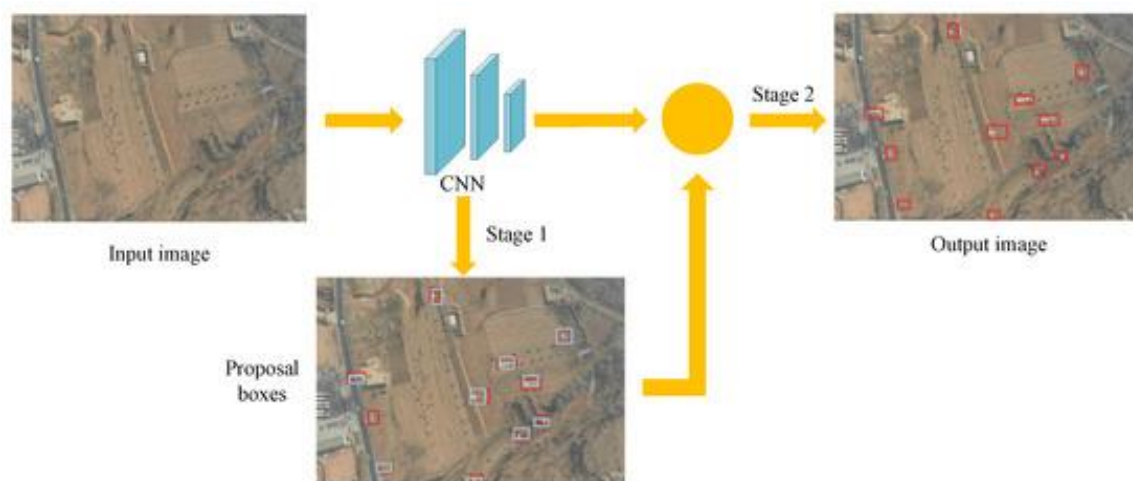 Stage 2
CNN
Stage 1
Input image
Output image
Proposal
boxes